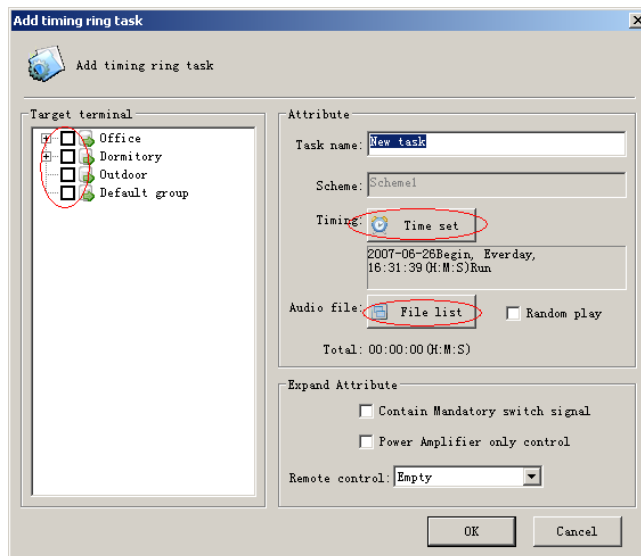 Add timing ring task
Add timing ring task
Target terminal
Office
Dormitory
Outdoor
Default group
Attribute
Task name: New task
Scheme: Scheme1
Timing: Time set
2007-06-26Begin, Everday,
16:31:39(H:M:S)Run
Audio file: File list Random play
Total: 00:00:00(H:M:S)
Expand Attribute
Contain Mandatory switch signal
Power Amplifier only control
Remote control: Empty
OK Cancel